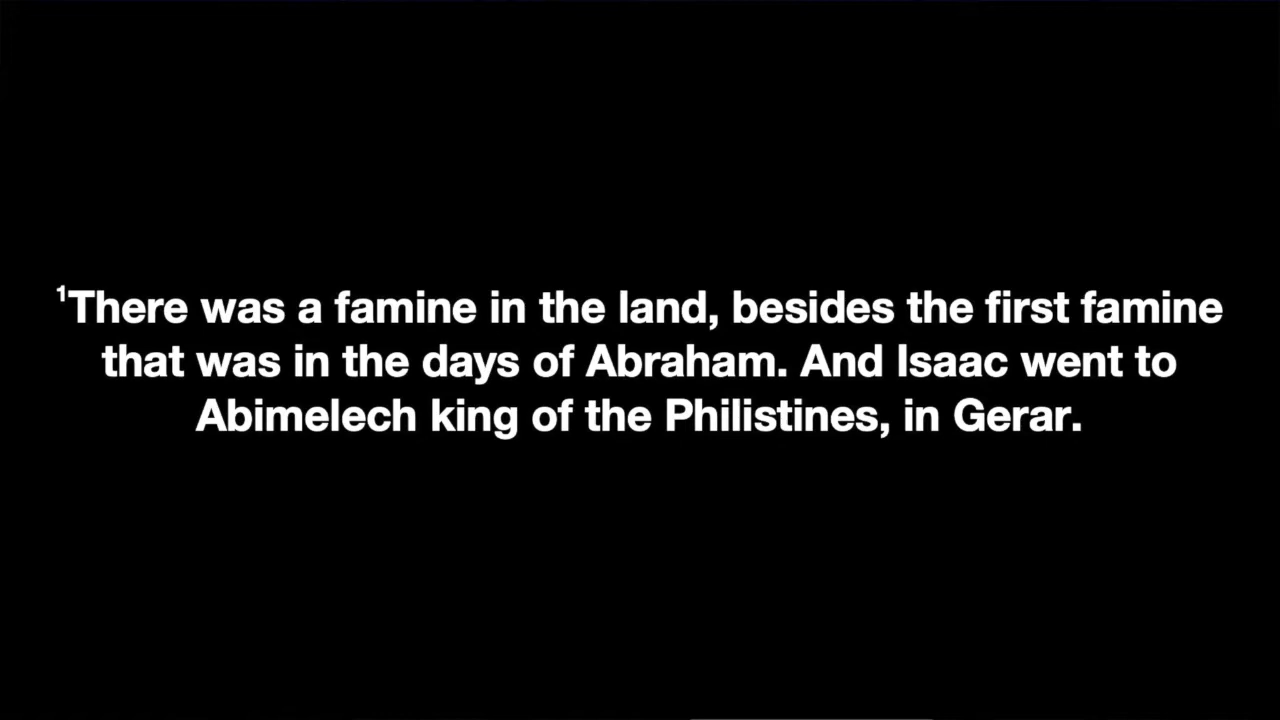 ¹There was a famine in the land, besides the first famine
that was in the days of Abraham. And Isaac went to
Abimelech king of the Philistines, in Gerar.